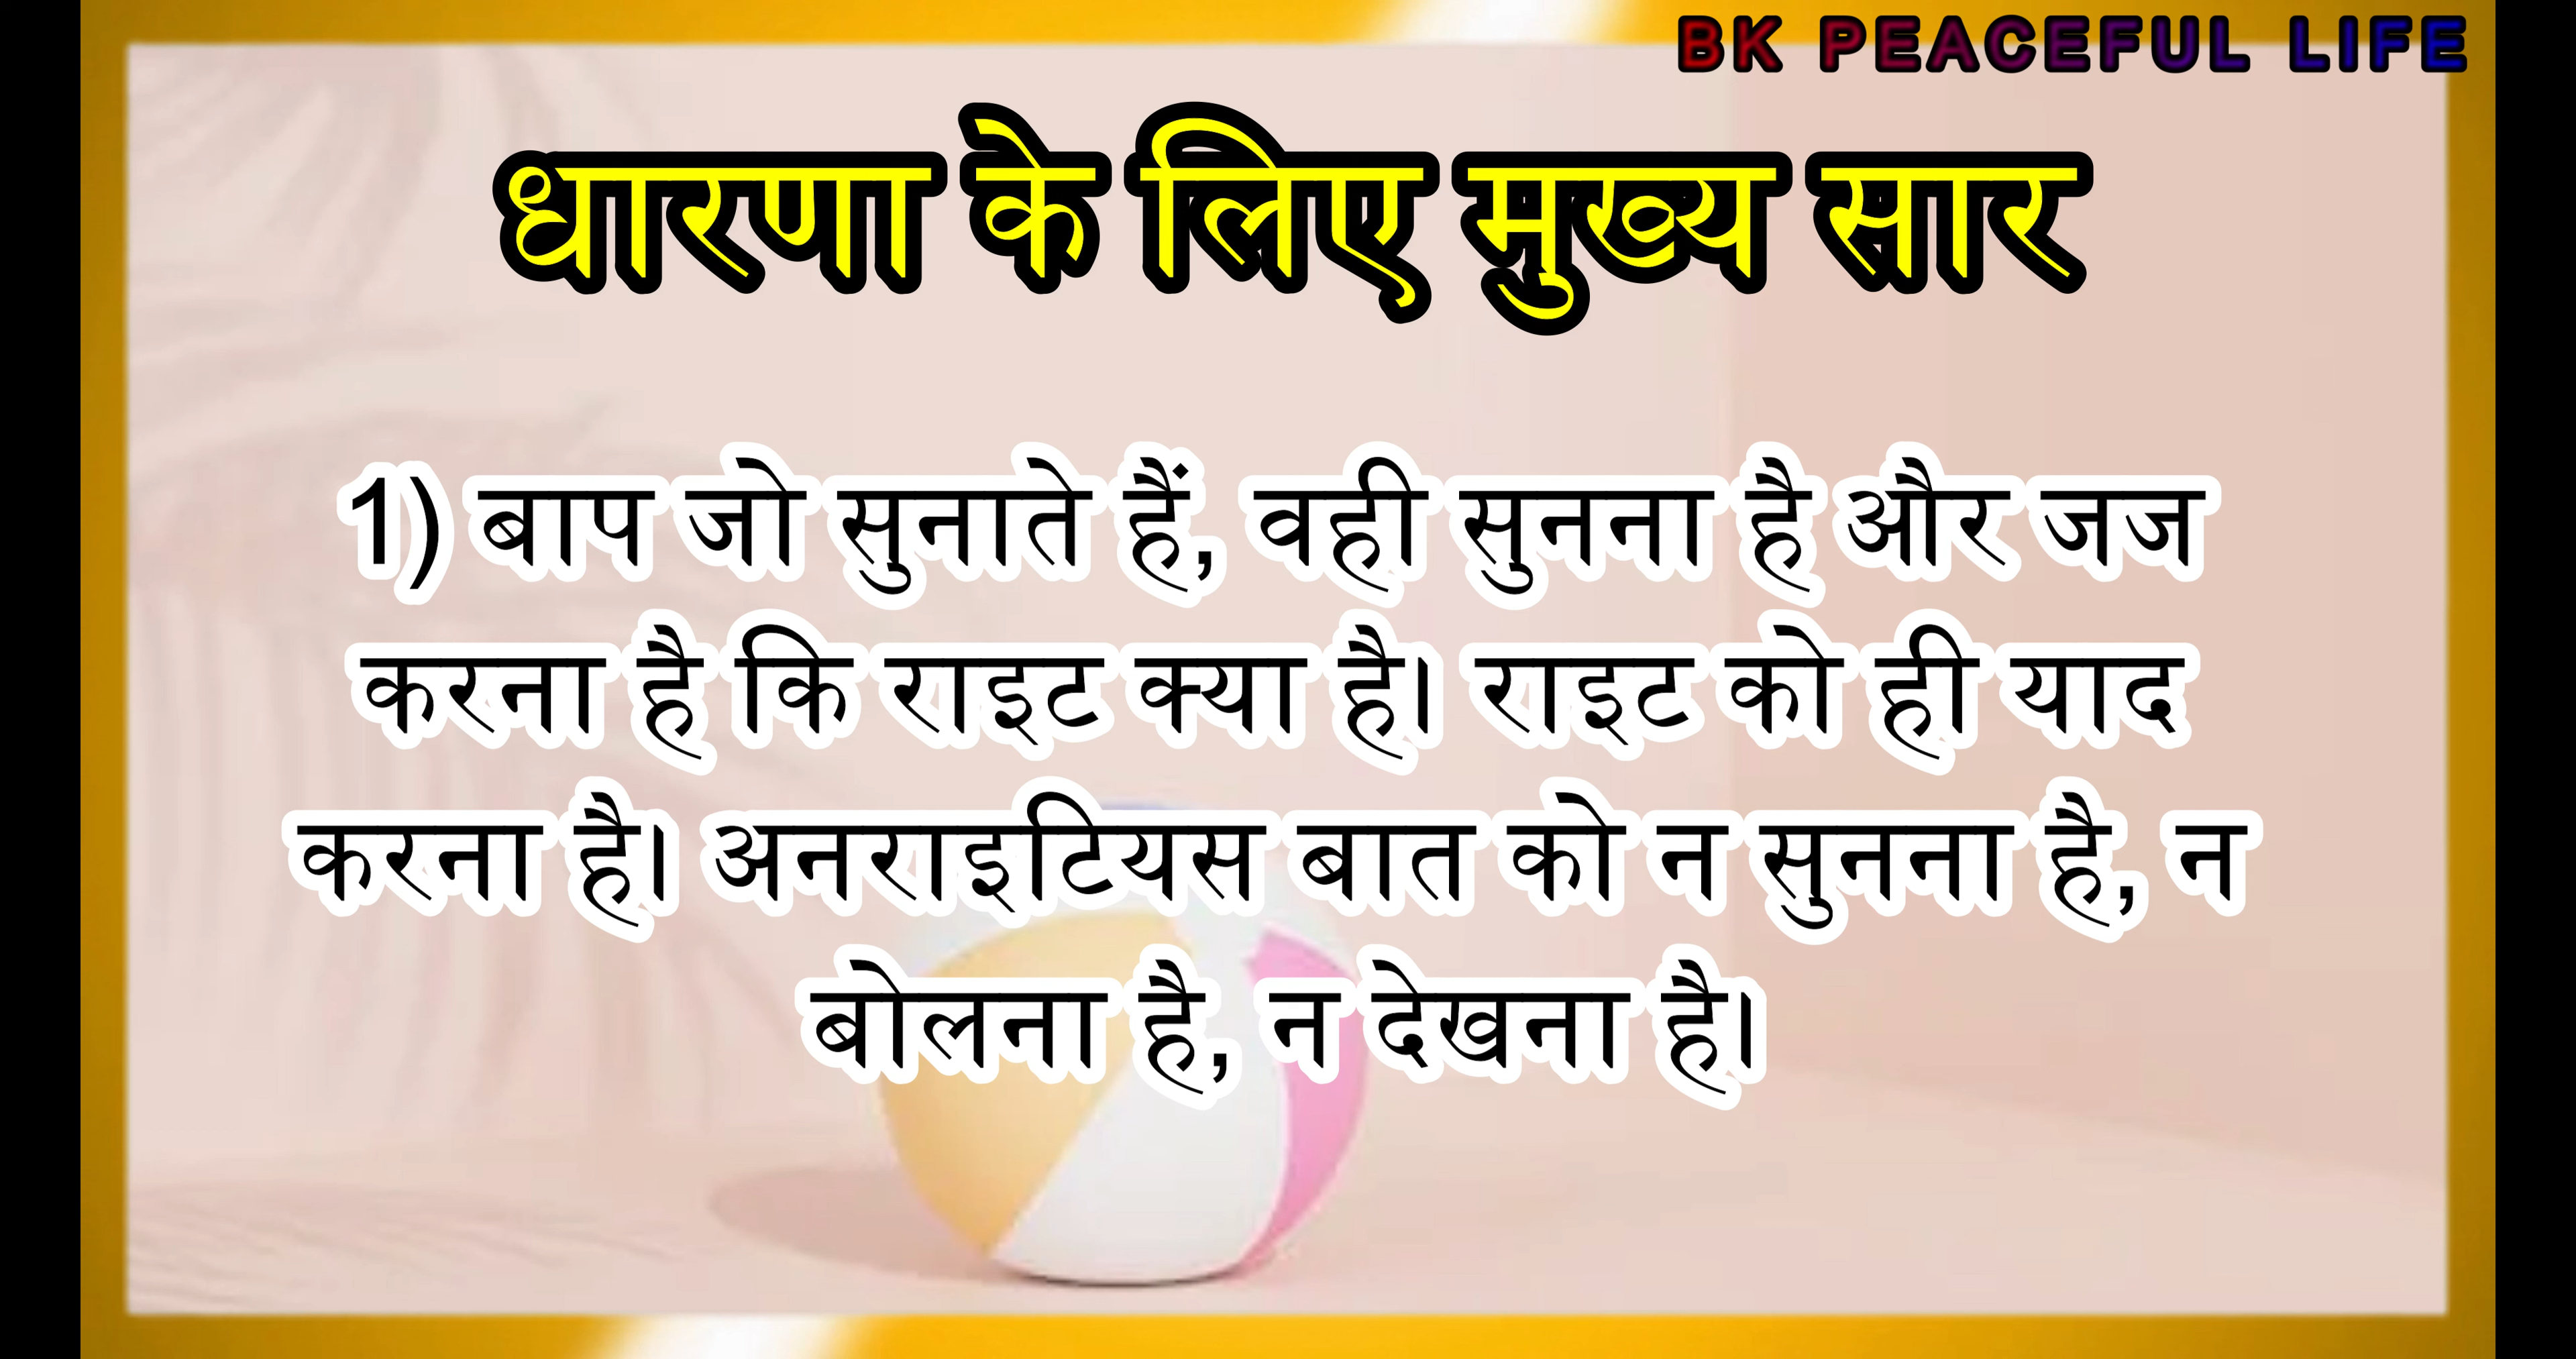 BK PEACEFUL LIFE
धारणा के लिए मुख्य सार
1) बाप जो सुनाते हैं, वही सुनना है और जज
करना है कि राइट क्या है। राइट को ही याद
करना है। अनराइटियस बात को न सुनना है, न
बोलना है, न देखना है।